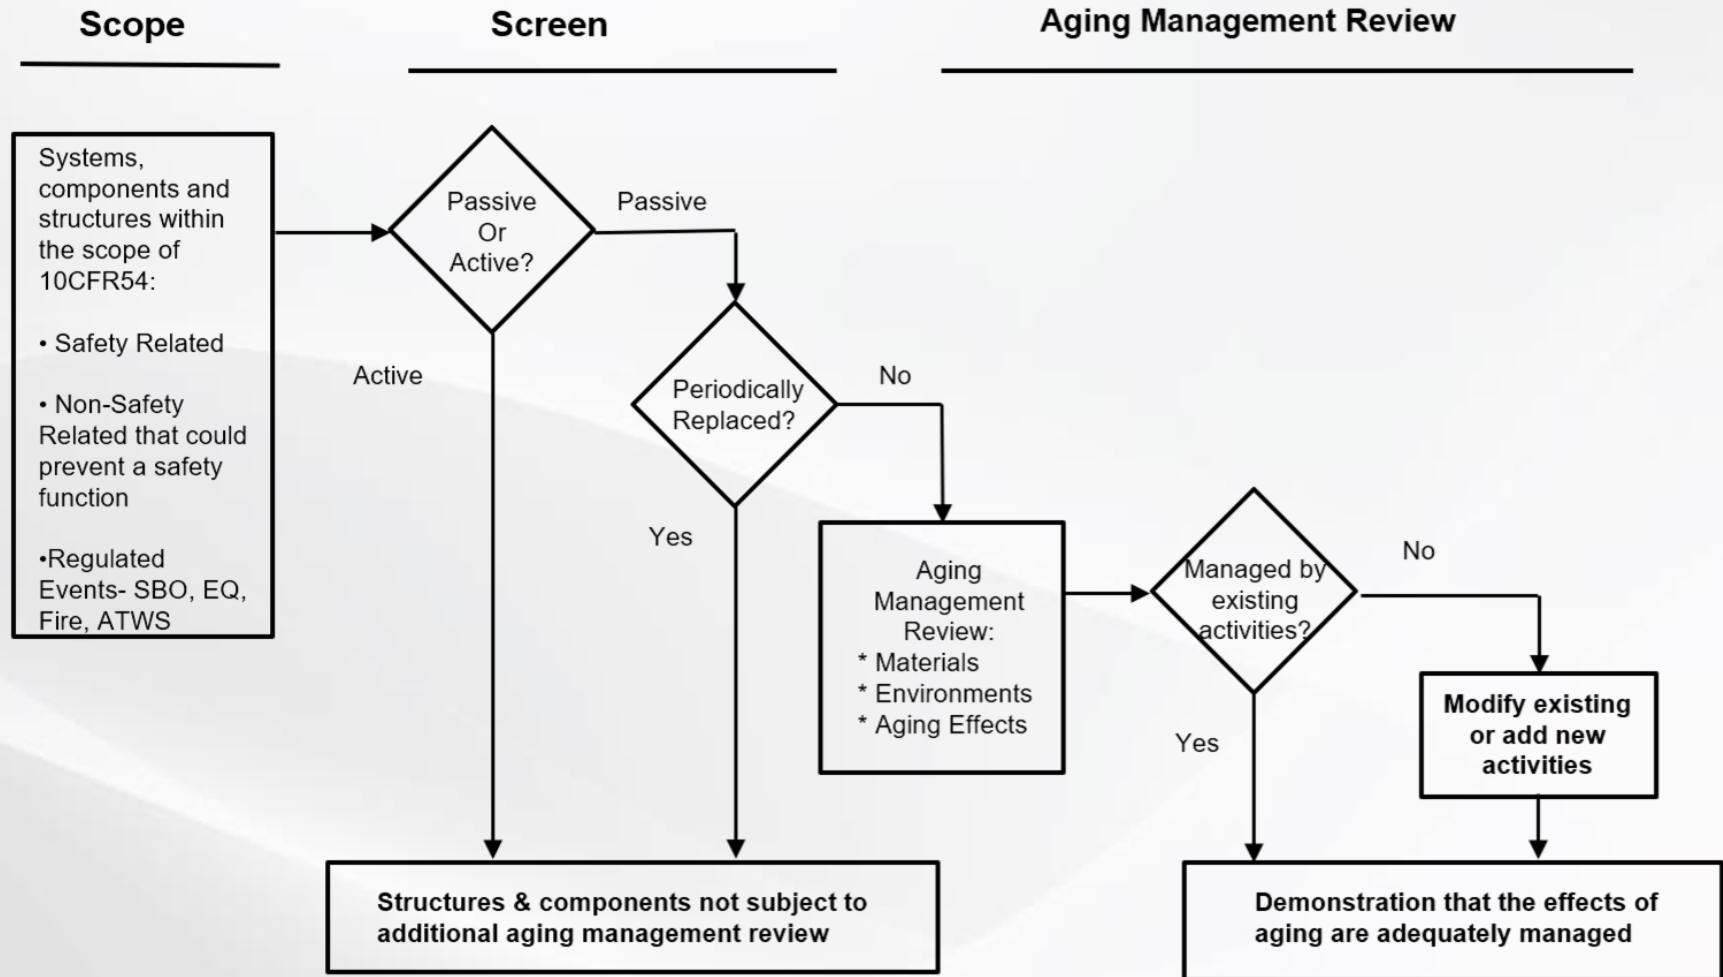 Scope
Screen
Aging Management Review
Systems,
components and
structures within
the scope of
10CFR54:
• Safety Related
• Non-Safety
Related that could
prevent a safety
function
•Regulated
Events- SBO, EQ,
Fire, ATWS
Passive
Or
Active?
Passive
Active
Periodically
Replaced?
No
Yes
Aging
Management
Review:
* Materials
* Environments
* Aging Effects
Managed by
existing
activities?
No
Yes
Modify existing
or add new
activities
Structures & components not subject to
additional aging management review
Demonstration that the effects of
aging are adequately managed